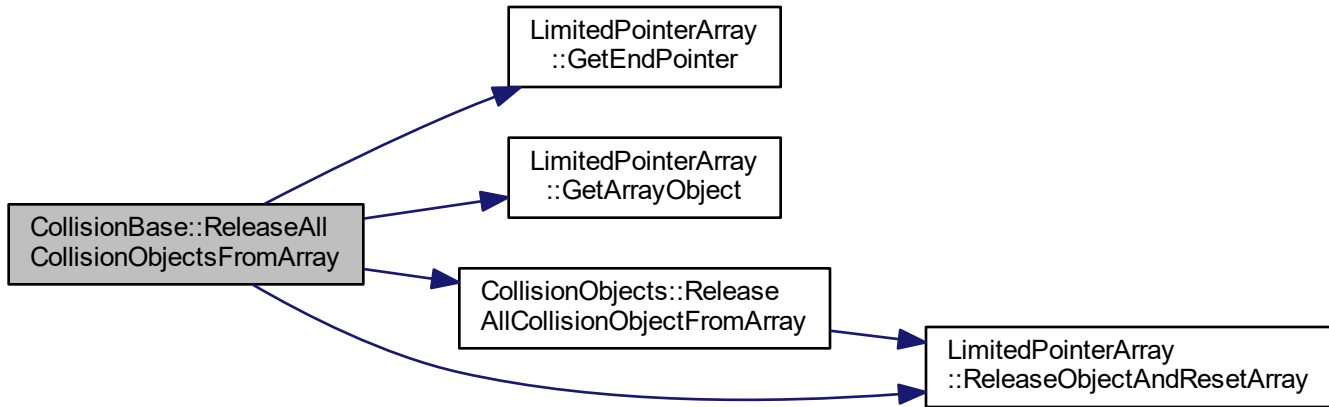 LimitedPointerArray
::GetEndPointer
LimitedPointerArray
::GetArrayObject
CollisionBase::ReleaseAll
CollisionObjectsFromArray
CollisionObjects::Release
AllCollisionObjectFromArray
LimitedPointerArray
::ReleaseObjectAndResetArray